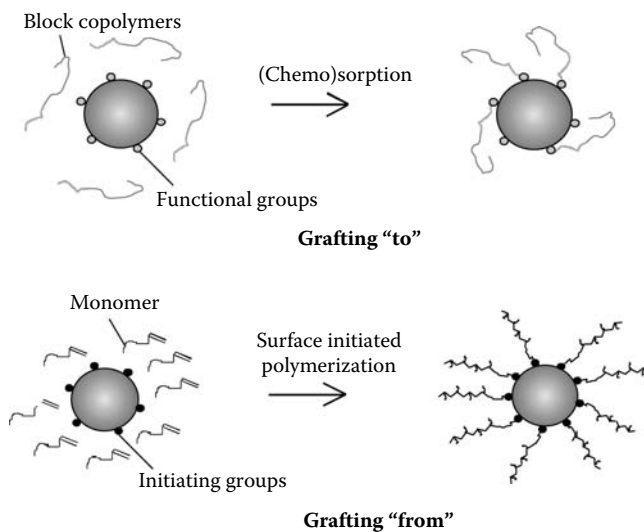 Block copolymers
(Chemo)sorption
Functional groups
Grafting “to”
Monomer
Surface initiated
polymerization
Initiating groups
Grafting “from”